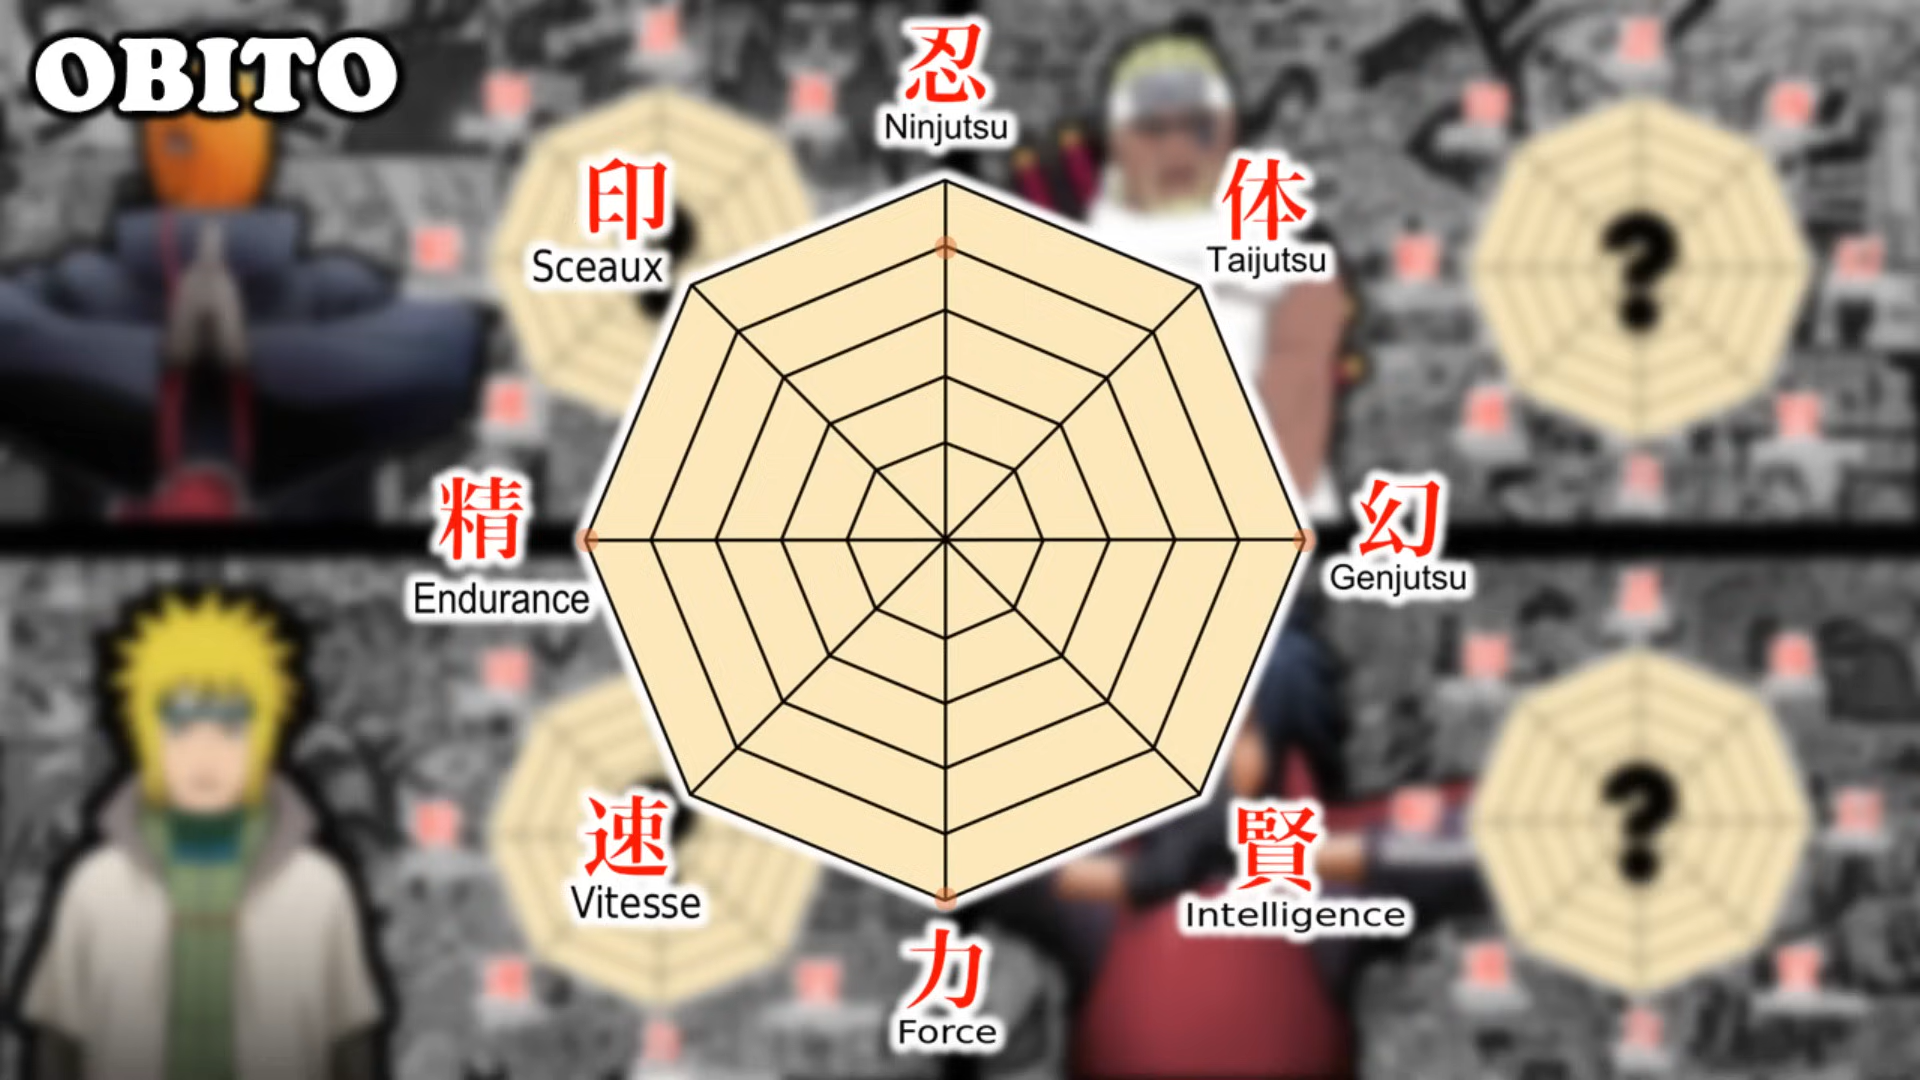 OBITO
忍
Ninjutsu
印
Sceaux
体
Taijutsu
精
Endurance
幻
Genjutsu
速
Vitesse
賢
Intelligence
力
Force
?
?